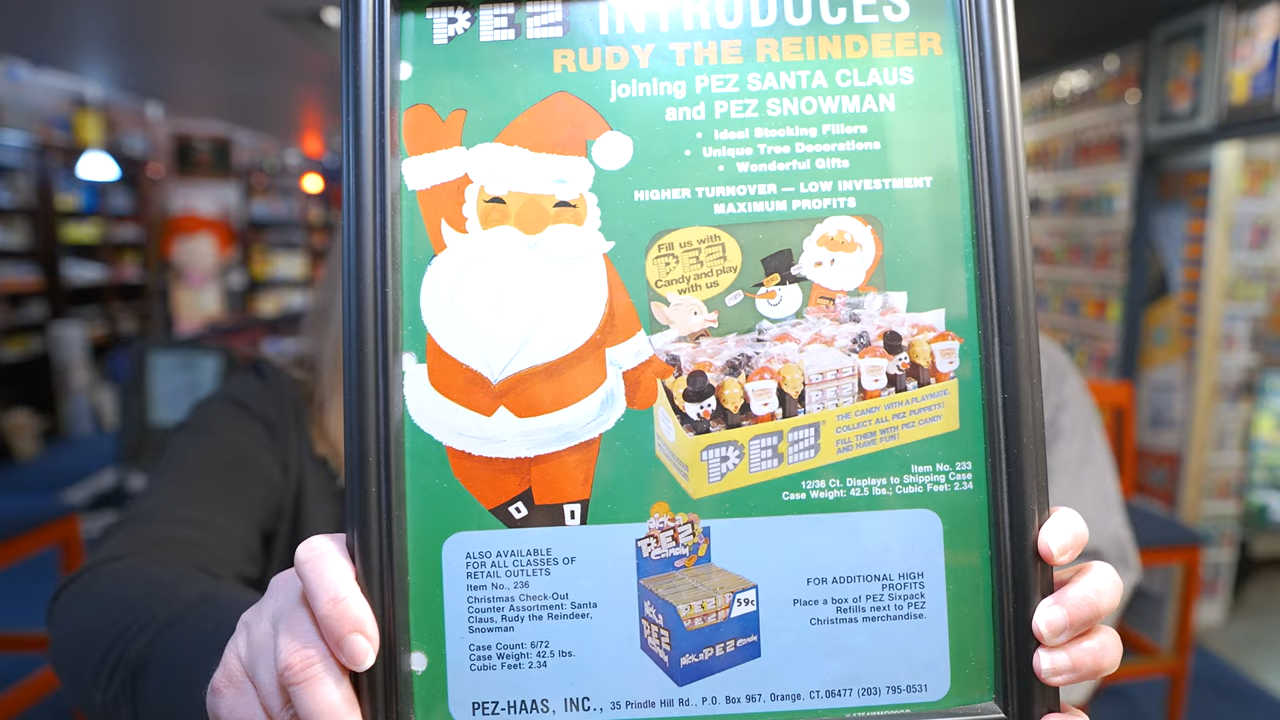 PEZ INTRODUCES
RUDY THE REINDEER
joining PEZ SANTA CLAUS
and PEZ SNOWMAN
• Ideal Stocking Fillers
• Unique Tree Decorations
• Wonderful Gifts
HIGHER TURNOVER — LOW INVESTMENT
MAXIMUM PROFITS
Fill us with
PEZ
Candy and play
with us
THE CANDY WITH A PLAYMATE.
COLLECT ALL PEZ PUPPETS!
FILL THEM WITH PEZ CANDY
AND HAVE FUN!
PEZ
Item No. 233
12/36 Ct. Displays to Shipping Case
Case Weight: 42.5 lbs.; Cubic Feet: 2.34
ALSO AVAILABLE
FOR ALL CLASSES OF
RETAIL OUTLETS
Item No., 236
Christmas Check-Out
Counter Assortment: Santa
Claus, Rudy the Reindeer,
Snowman
Case Count: 6/72
Case Weight: 42.5 lbs.
Cubic Feet: 2.34
pick a
PEZ
Candy
59¢
pick a
PEZ
Candy
pick a PEZ Candy
FOR ADDITIONAL HIGH
PROFITS
Place a box of PEZ Sixpack
Refills next to PEZ
Christmas merchandise.
PEZ-HAAS, INC., 35 Prindle Hill Rd., P.O. Box 967, Orange, CT. 06477 (203) 795-0531